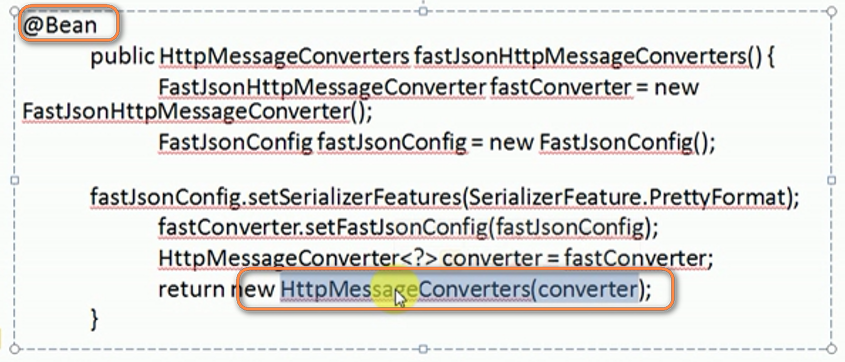 @Bean
public HttpMessageConverters fastJsonHttpMessageConverters() {
FastJsonHttpMessageConverter fastConverter = new
FastJsonHttpMessageConverter();
FastJsonConfig fastJsonConfig = new FastJsonConfig();
fastJsonConfig.setSerializerFeatures(SerializerFeature.PrettyFormat);
fastConverter.setFastJsonConfig(fastJsonConfig);
HttpMessageConverter<?> converter = fastConverter;
return new HttpMessageConverters(converter);
}